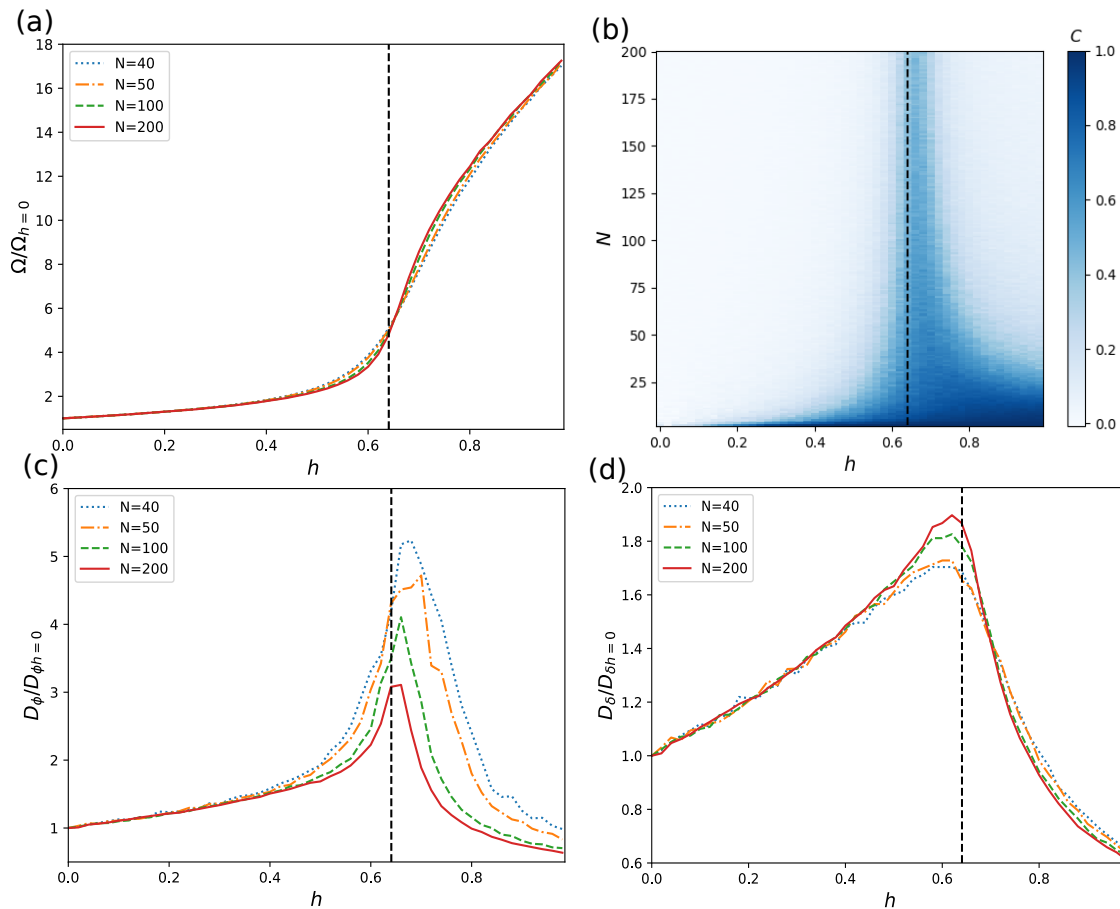 (a)
18
16
14
12
10
8
6
4
2
Ω/Ω_{h=0}
N=40
N=50
N=100
N=200
0.0 0.2 0.4 0.6 0.8
h
(b)
C
200
175
150
125
100
75
50
25
N
0.0 0.2 0.4 0.6 0.8
h
1.0
0.8
0.6
0.4
0.2
0.0
(c)
6
5
4
3
2
1
D_ϕ/D_{ϕh=0}
N=40
N=50
N=100
N=200
0.0 0.2 0.4 0.6 0.8
h
(d)
2.0
1.8
1.6
1.4
1.2
1.0
0.8
0.6
D_δ/D_{δh=0}
N=40
N=50
N=100
N=200
0.0 0.2 0.4 0.6 0.8
h